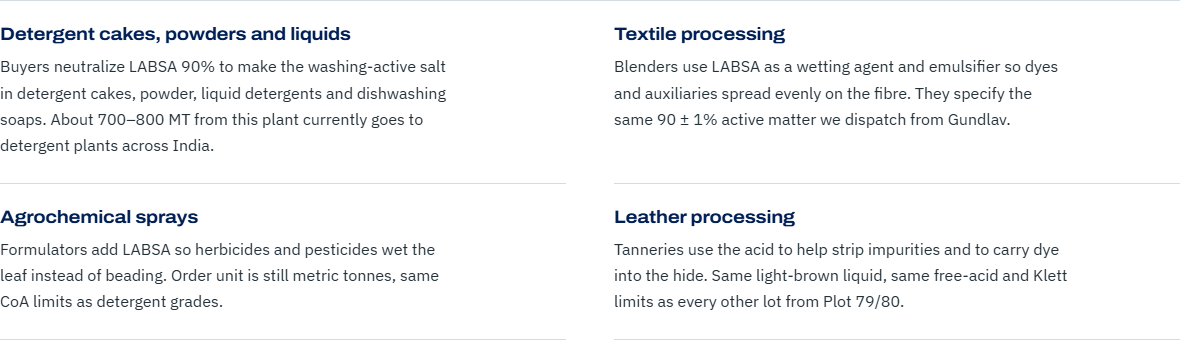 Detergent cakes, powders and liquids
Buyers neutralize LABSA 90% to make the washing-active salt
in detergent cakes, powder, liquid detergents and dishwashing
soaps. About 700–800 MT from this plant currently goes to
detergent plants across India.
Textile processing
Blenders use LABSA as a wetting agent and emulsifier so dyes
and auxiliaries spread evenly on the fibre. They specify the
same 90 ± 1% active matter we dispatch from Gundlav.
Agrochemical sprays
Formulators add LABSA so herbicides and pesticides wet the
leaf instead of beading. Order unit is still metric tonnes, same
CoA limits as detergent grades.
Leather processing
Tanneries use the acid to help strip impurities and to carry dye
into the hide. Same light-brown liquid, same free-acid and Klett
limits as every other lot from Plot 79/80.